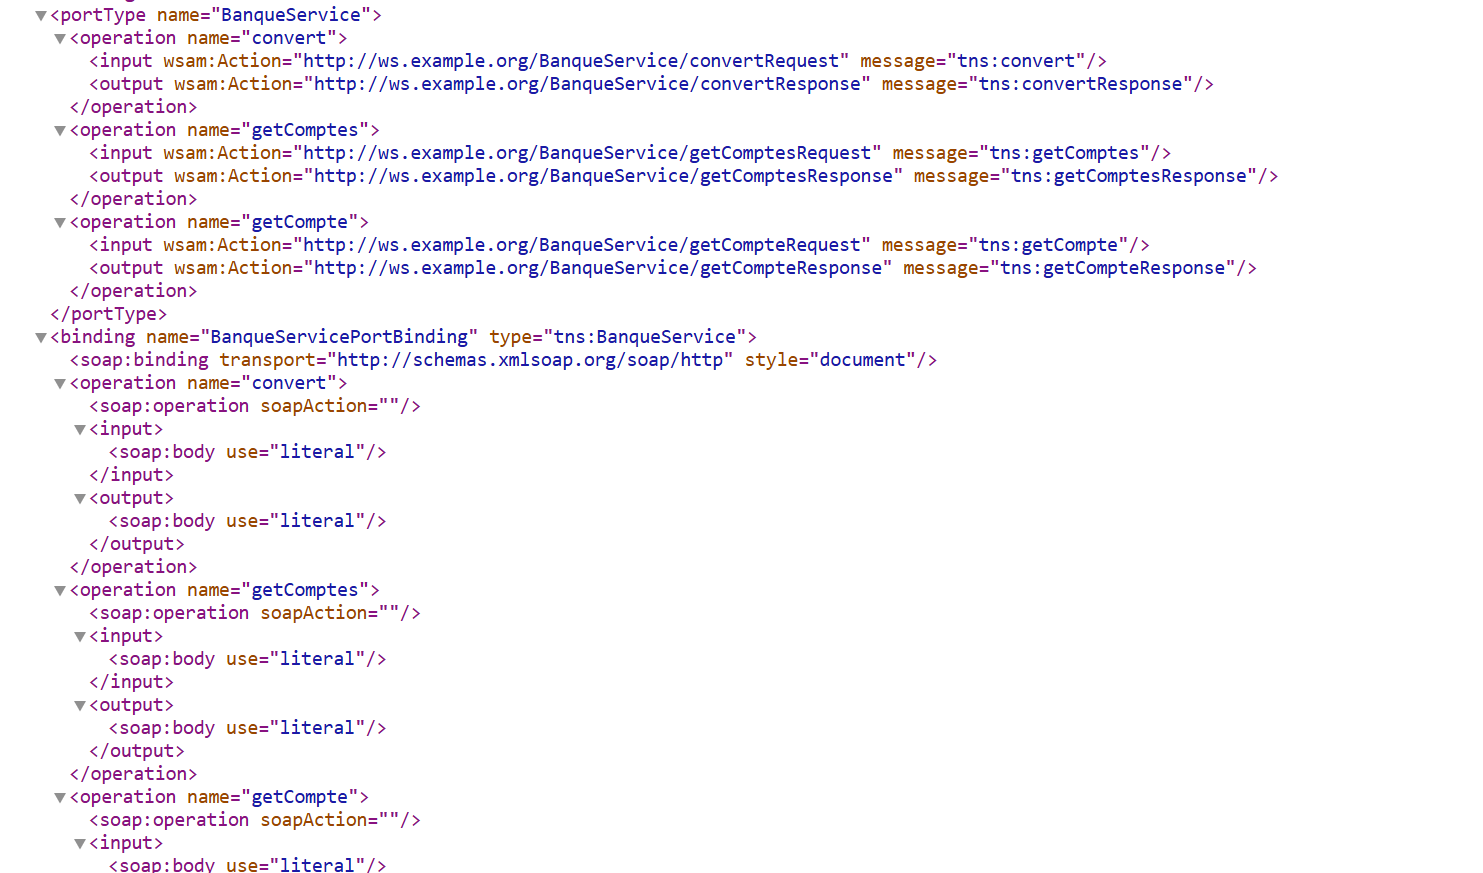 ▼<portType name="BanqueService">
▼<operation name="convert">
<input wsam:Action="http://ws.example.org/BanqueService/convertRequest" message="tns:convert"/>
<output wsam:Action="http://ws.example.org/BanqueService/convertResponse" message="tns:convertResponse"/>
</operation>
▼<operation name="getComptes">
<input wsam:Action="http://ws.example.org/BanqueService/getComptesRequest" message="tns:getComptes"/>
<output wsam:Action="http://ws.example.org/BanqueService/getComptesResponse" message="tns:getComptesResponse"/>
</operation>
▼<operation name="getCompte">
<input wsam:Action="http://ws.example.org/BanqueService/getCompteRequest" message="tns:getCompte"/>
<output wsam:Action="http://ws.example.org/BanqueService/getCompteResponse" message="tns:getCompteResponse"/>
</operation>
</portType>
▼<binding name="BanqueServicePortBinding" type="tns:BanqueService">
<soap:binding transport="http://schemas.xmlsoap.org/soap/http" style="document"/>
▼<operation name="convert">
<soap:operation soapAction=""/>
▼<input>
<soap:body use="literal"/>
</input>
▼<output>
<soap:body use="literal"/>
</output>
</operation>
▼<operation name="getComptes">
<soap:operation soapAction=""/>
▼<input>
<soap:body use="literal"/>
</input>
▼<output>
<soap:body use="literal"/>
</output>
</operation>
▼<operation name="getCompte">
<soap:operation soapAction=""/>
▼<input>
<soap:body use="literal"/>